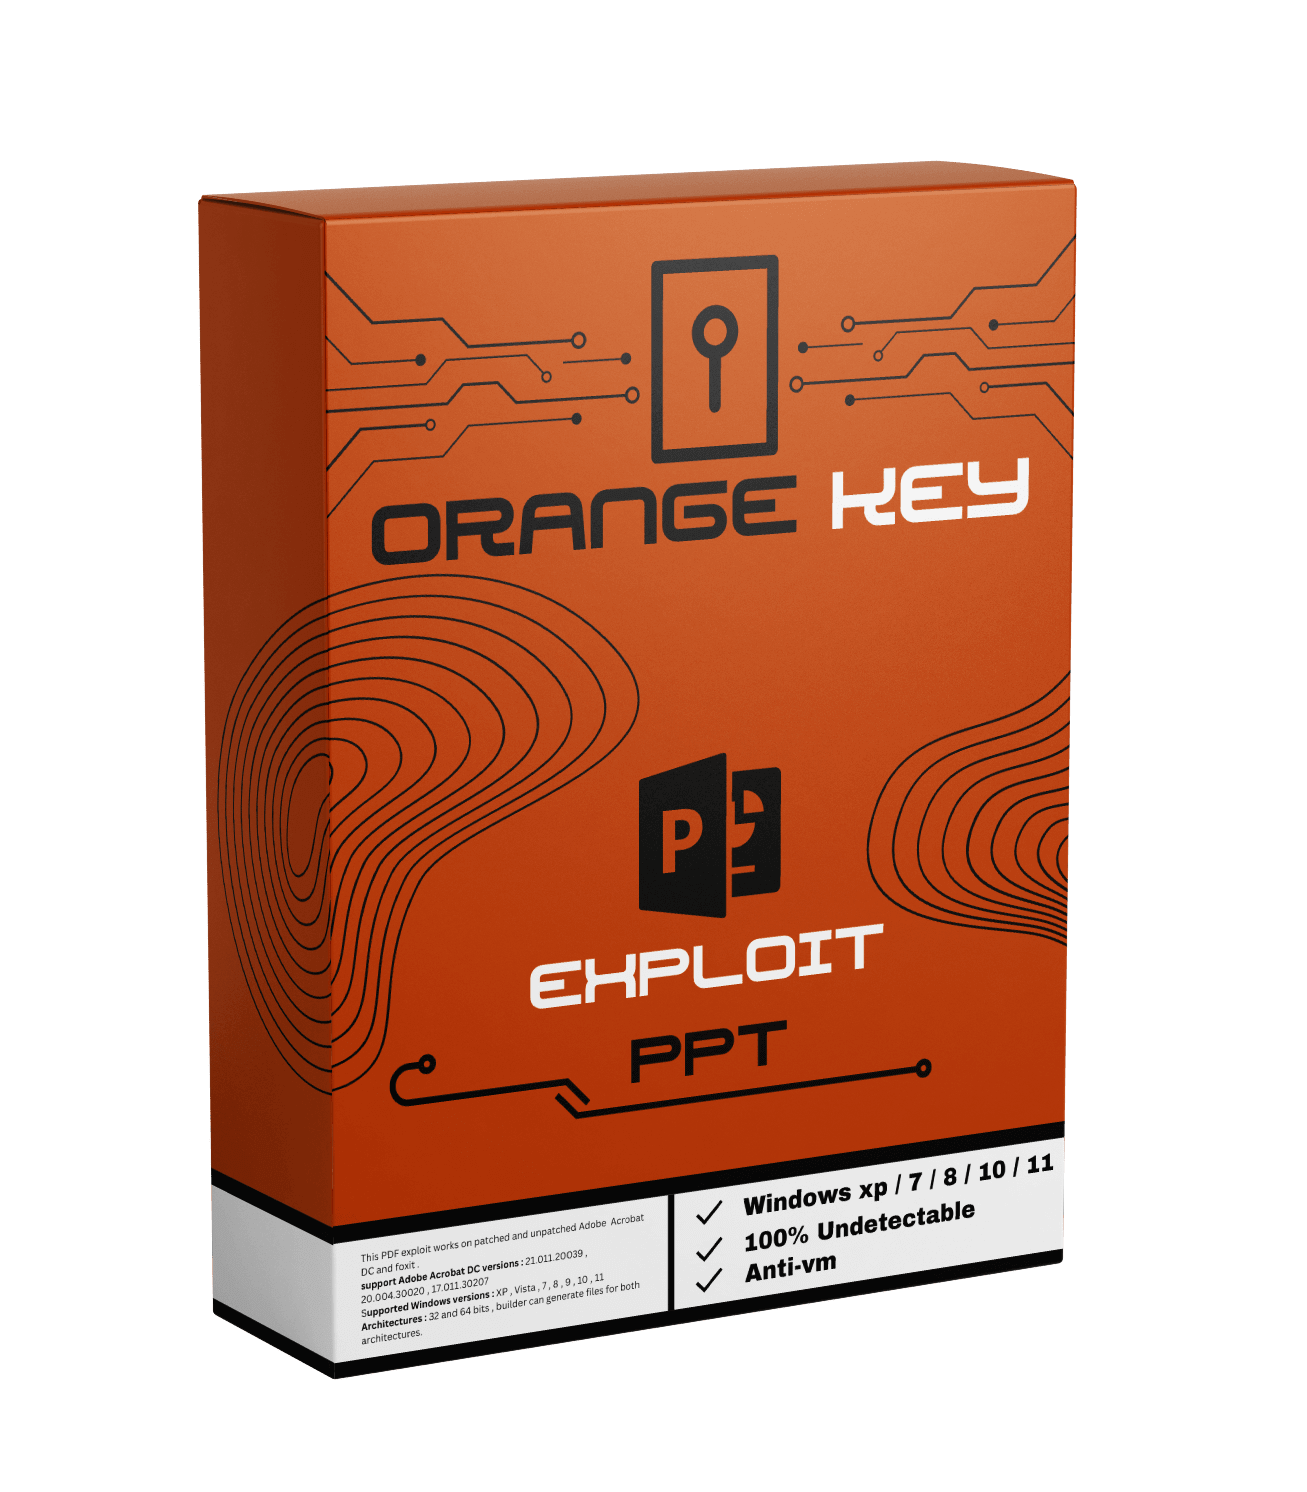 ORANGE KEY
P
EXPLOIT
PPT
This PDF exploit works on patched and unpatched Adobe Acrobat
DC and foxit .
support Adobe Acrobat DC versions : 21.011.20039 ,
20.004.30020 , 17.011.30207
Supported Windows versions : XP , Vista , 7 , 8 , 9 , 10 , 11
Architectures : 32 and 64 bits , builder can generate files for both
architectures.
Windows xp / 7 / 8 / 10 / 11
100% Undetectable
Anti-vm